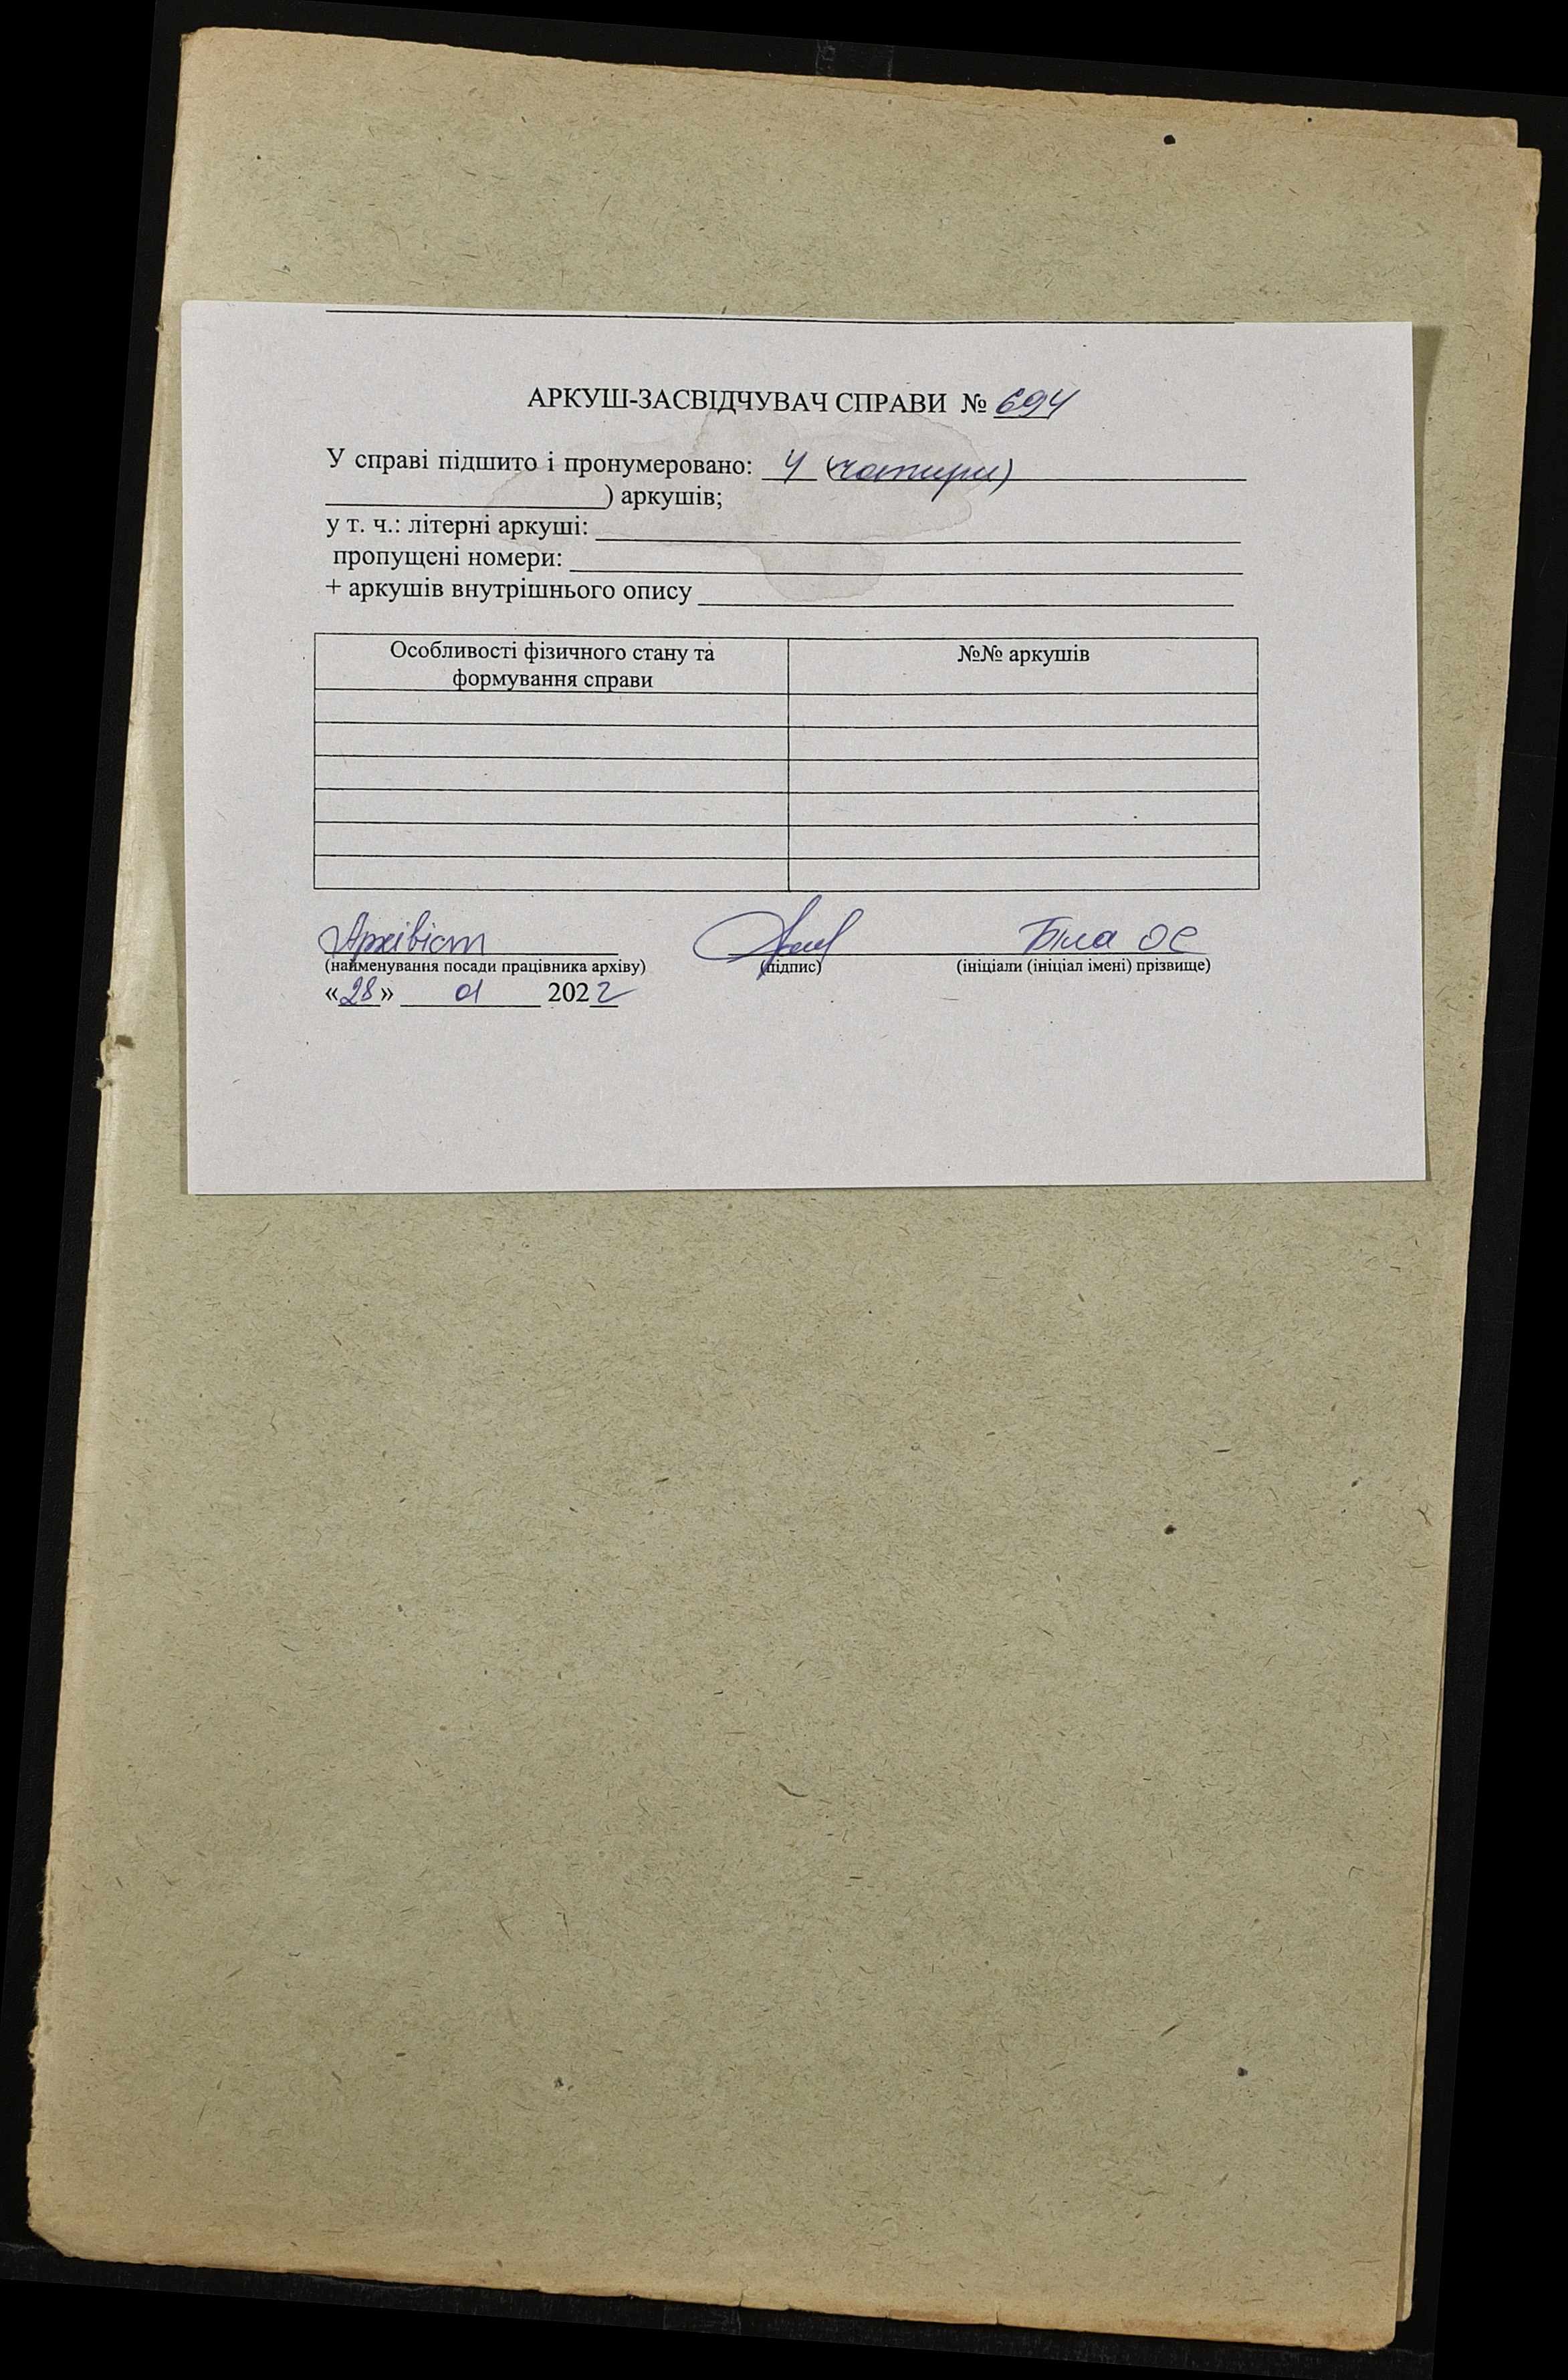 АРКУШ-ЗАСВІДЧУВАЧ СПРАВИ № 694
У справі підшито і пронумеровано: 4 (чотири)
) аркушів;
у т. ч.: літерні аркуші:
пропущені номери:
+ аркушів внутрішнього опису
Особливості фізичного стану та
формування справи
№№ аркушів
Архівіст Біла ОС
(найменування посади працівника архіву) (підпис) (ініціали (ініціал імені) прізвище)
«28» 01 2022